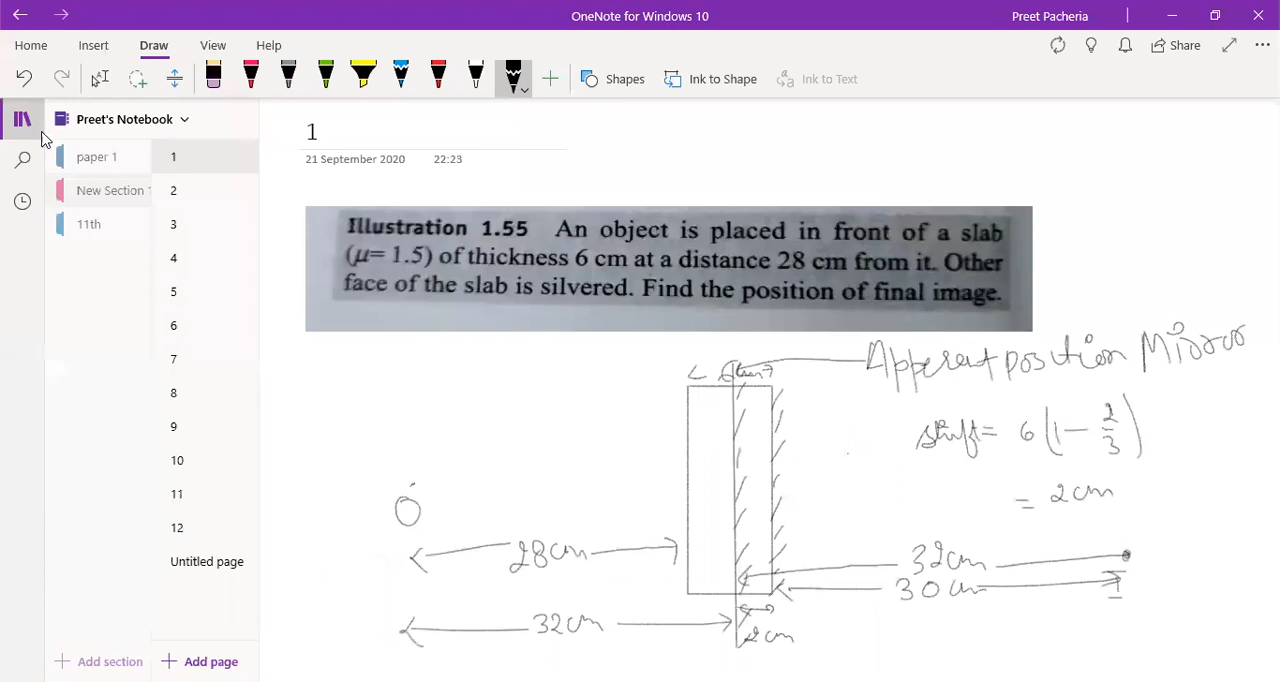 OneNote for Windows 10
Preet Pacheria
Home Insert Draw View Help
Share
Shapes
Ink to Shape
Ink to Text
Preet's Notebook
paper 1
New Section 1
11th
1
2
3
4
5
6
7
8
9
10
11
12
Untitled page
Add section
Add page
1
21 September 2020 22:23
Illustration 1.55 An object is placed in front of a slab
(μ= 1.5) of thickness 6 cm at a distance 28 cm from it. Other
face of the slab is silvered. Find the position of final image.
6cm
Apperent position Mirror
shift = 6 (1 - 2/3)
= 2cm
O
28cm
32cm
2cm
32cm
30cm
I